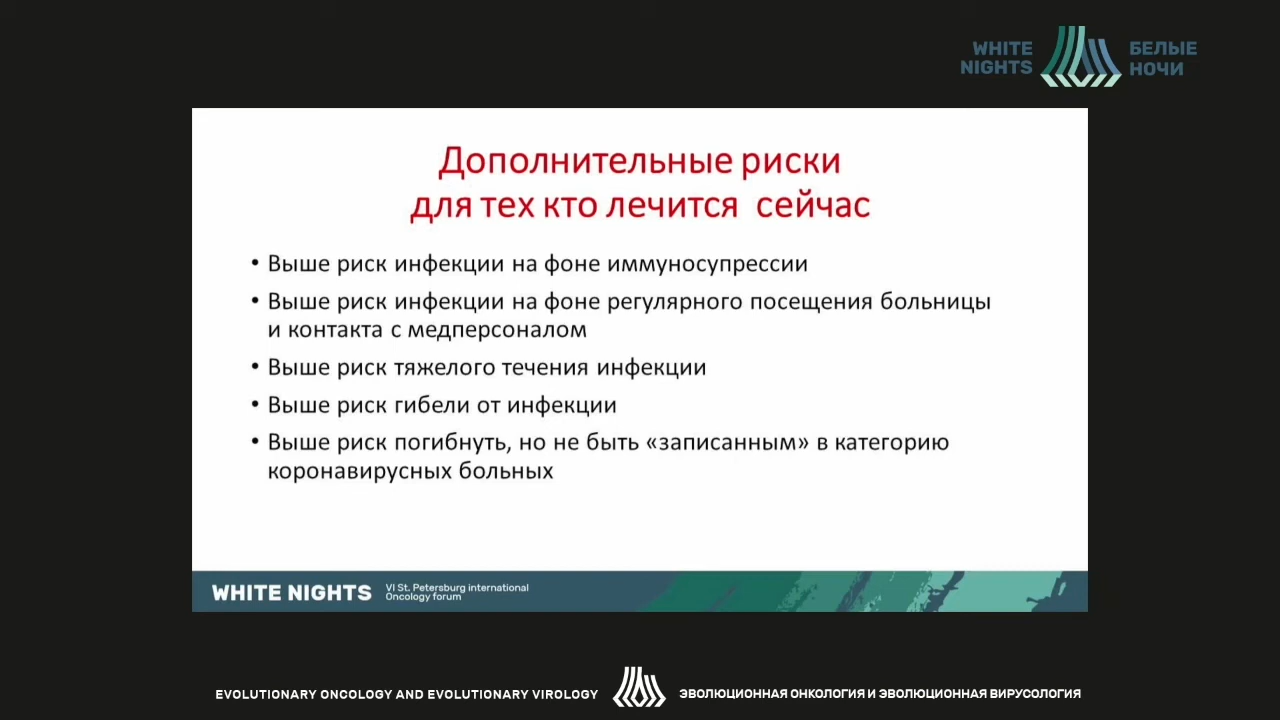 WHITE
NIGHTS
БЕЛЫЕ
НОЧИ
Дополнительные риски
для тех кто лечится сейчас
• Выше риск инфекции на фоне иммуносупрессии
• Выше риск инфекции на фоне регулярного посещения больницы
и контакта с медперсоналом
• Выше риск тяжелого течения инфекции
• Выше риск гибели от инфекции
• Выше риск погибнуть, но не быть «записанным» в категорию
коронавирусных больных
WHITE NIGHTS
VI St. Petersburg international
Oncology forum
EVOLUTIONARY ONCOLOGY AND EVOLUTIONARY VIROLOGY
ЭВОЛЮЦИОННАЯ ОНКОЛОГИЯ И ЭВОЛЮЦИОННАЯ ВИРУСОЛОГИЯ